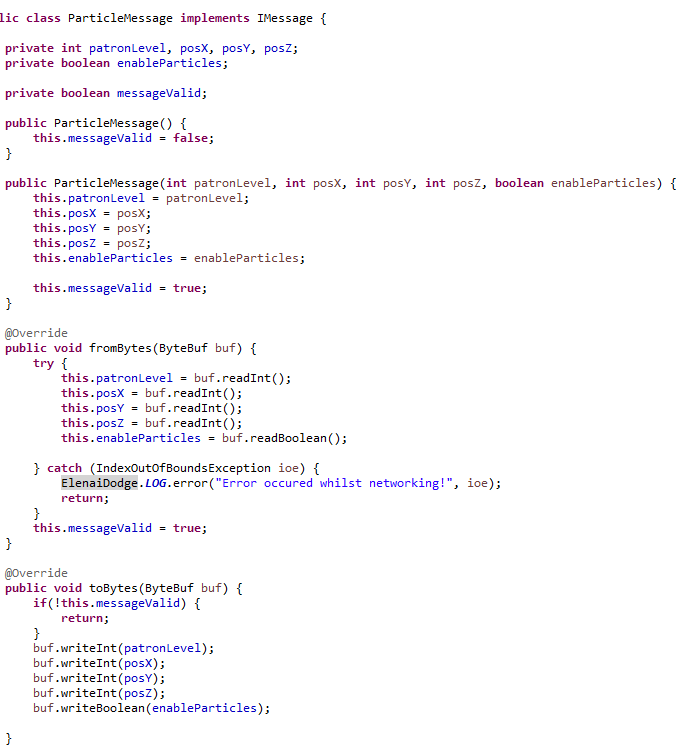 lic class ParticleMessage implements IMessage {
private int patronLevel, posX, posY, posZ;
private boolean enableParticles;
private boolean messageValid;
public ParticleMessage() {
this.messageValid = false;
}
public ParticleMessage(int patronLevel, int posX, int posY, int posZ, boolean enableParticles) {
this.patronLevel = patronLevel;
this.posX = posX;
this.posY = posY;
this.posZ = posZ;
this.enableParticles = enableParticles;
this.messageValid = true;
}
@Override
public void fromBytes(ByteBuf buf) {
try {
this.patronLevel = buf.readInt();
this.posX = buf.readInt();
this.posY = buf.readInt();
this.posZ = buf.readInt();
this.enableParticles = buf.readBoolean();
} catch (IndexOutOfBoundsException ioe) {
ElenaiDodge.LOG.error("Error occured whilst networking!", ioe);
return;
}
this.messageValid = true;
}
@Override
public void toBytes(ByteBuf buf) {
if(!this.messageValid) {
return;
}
buf.writeInt(patronLevel);
buf.writeInt(posX);
buf.writeInt(posY);
buf.writeInt(posZ);
buf.writeBoolean(enableParticles);
}